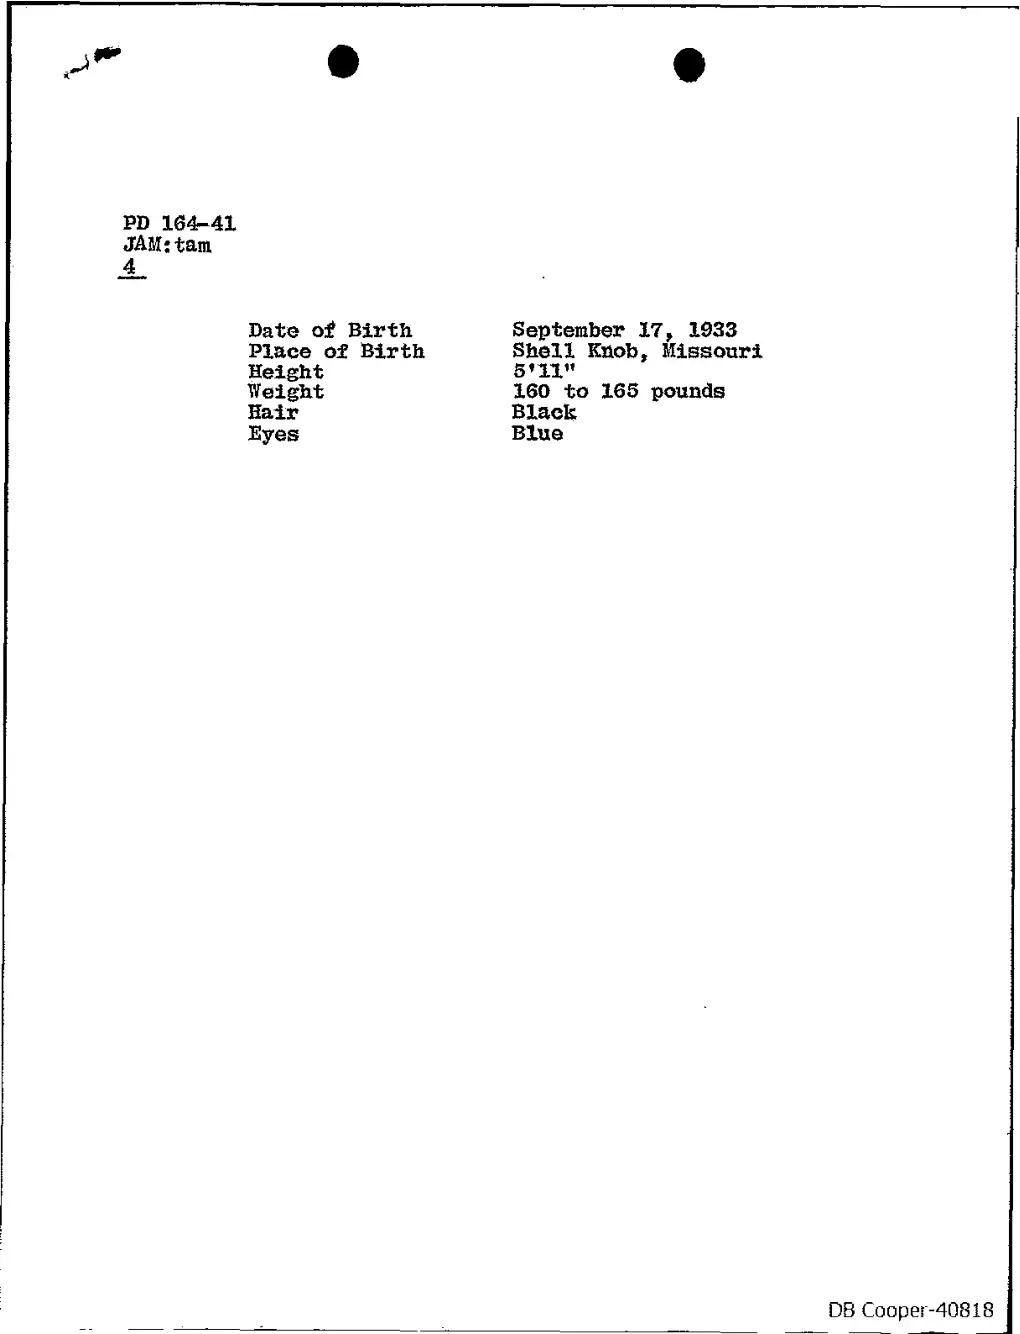 PD 164-41
JAM:tam
4
Date of Birth September 17, 1933
Place of Birth Shell Knob, Missouri
Height 5'11"
Weight 160 to 165 pounds
Hair Black
Eyes Blue
DB Cooper-40818